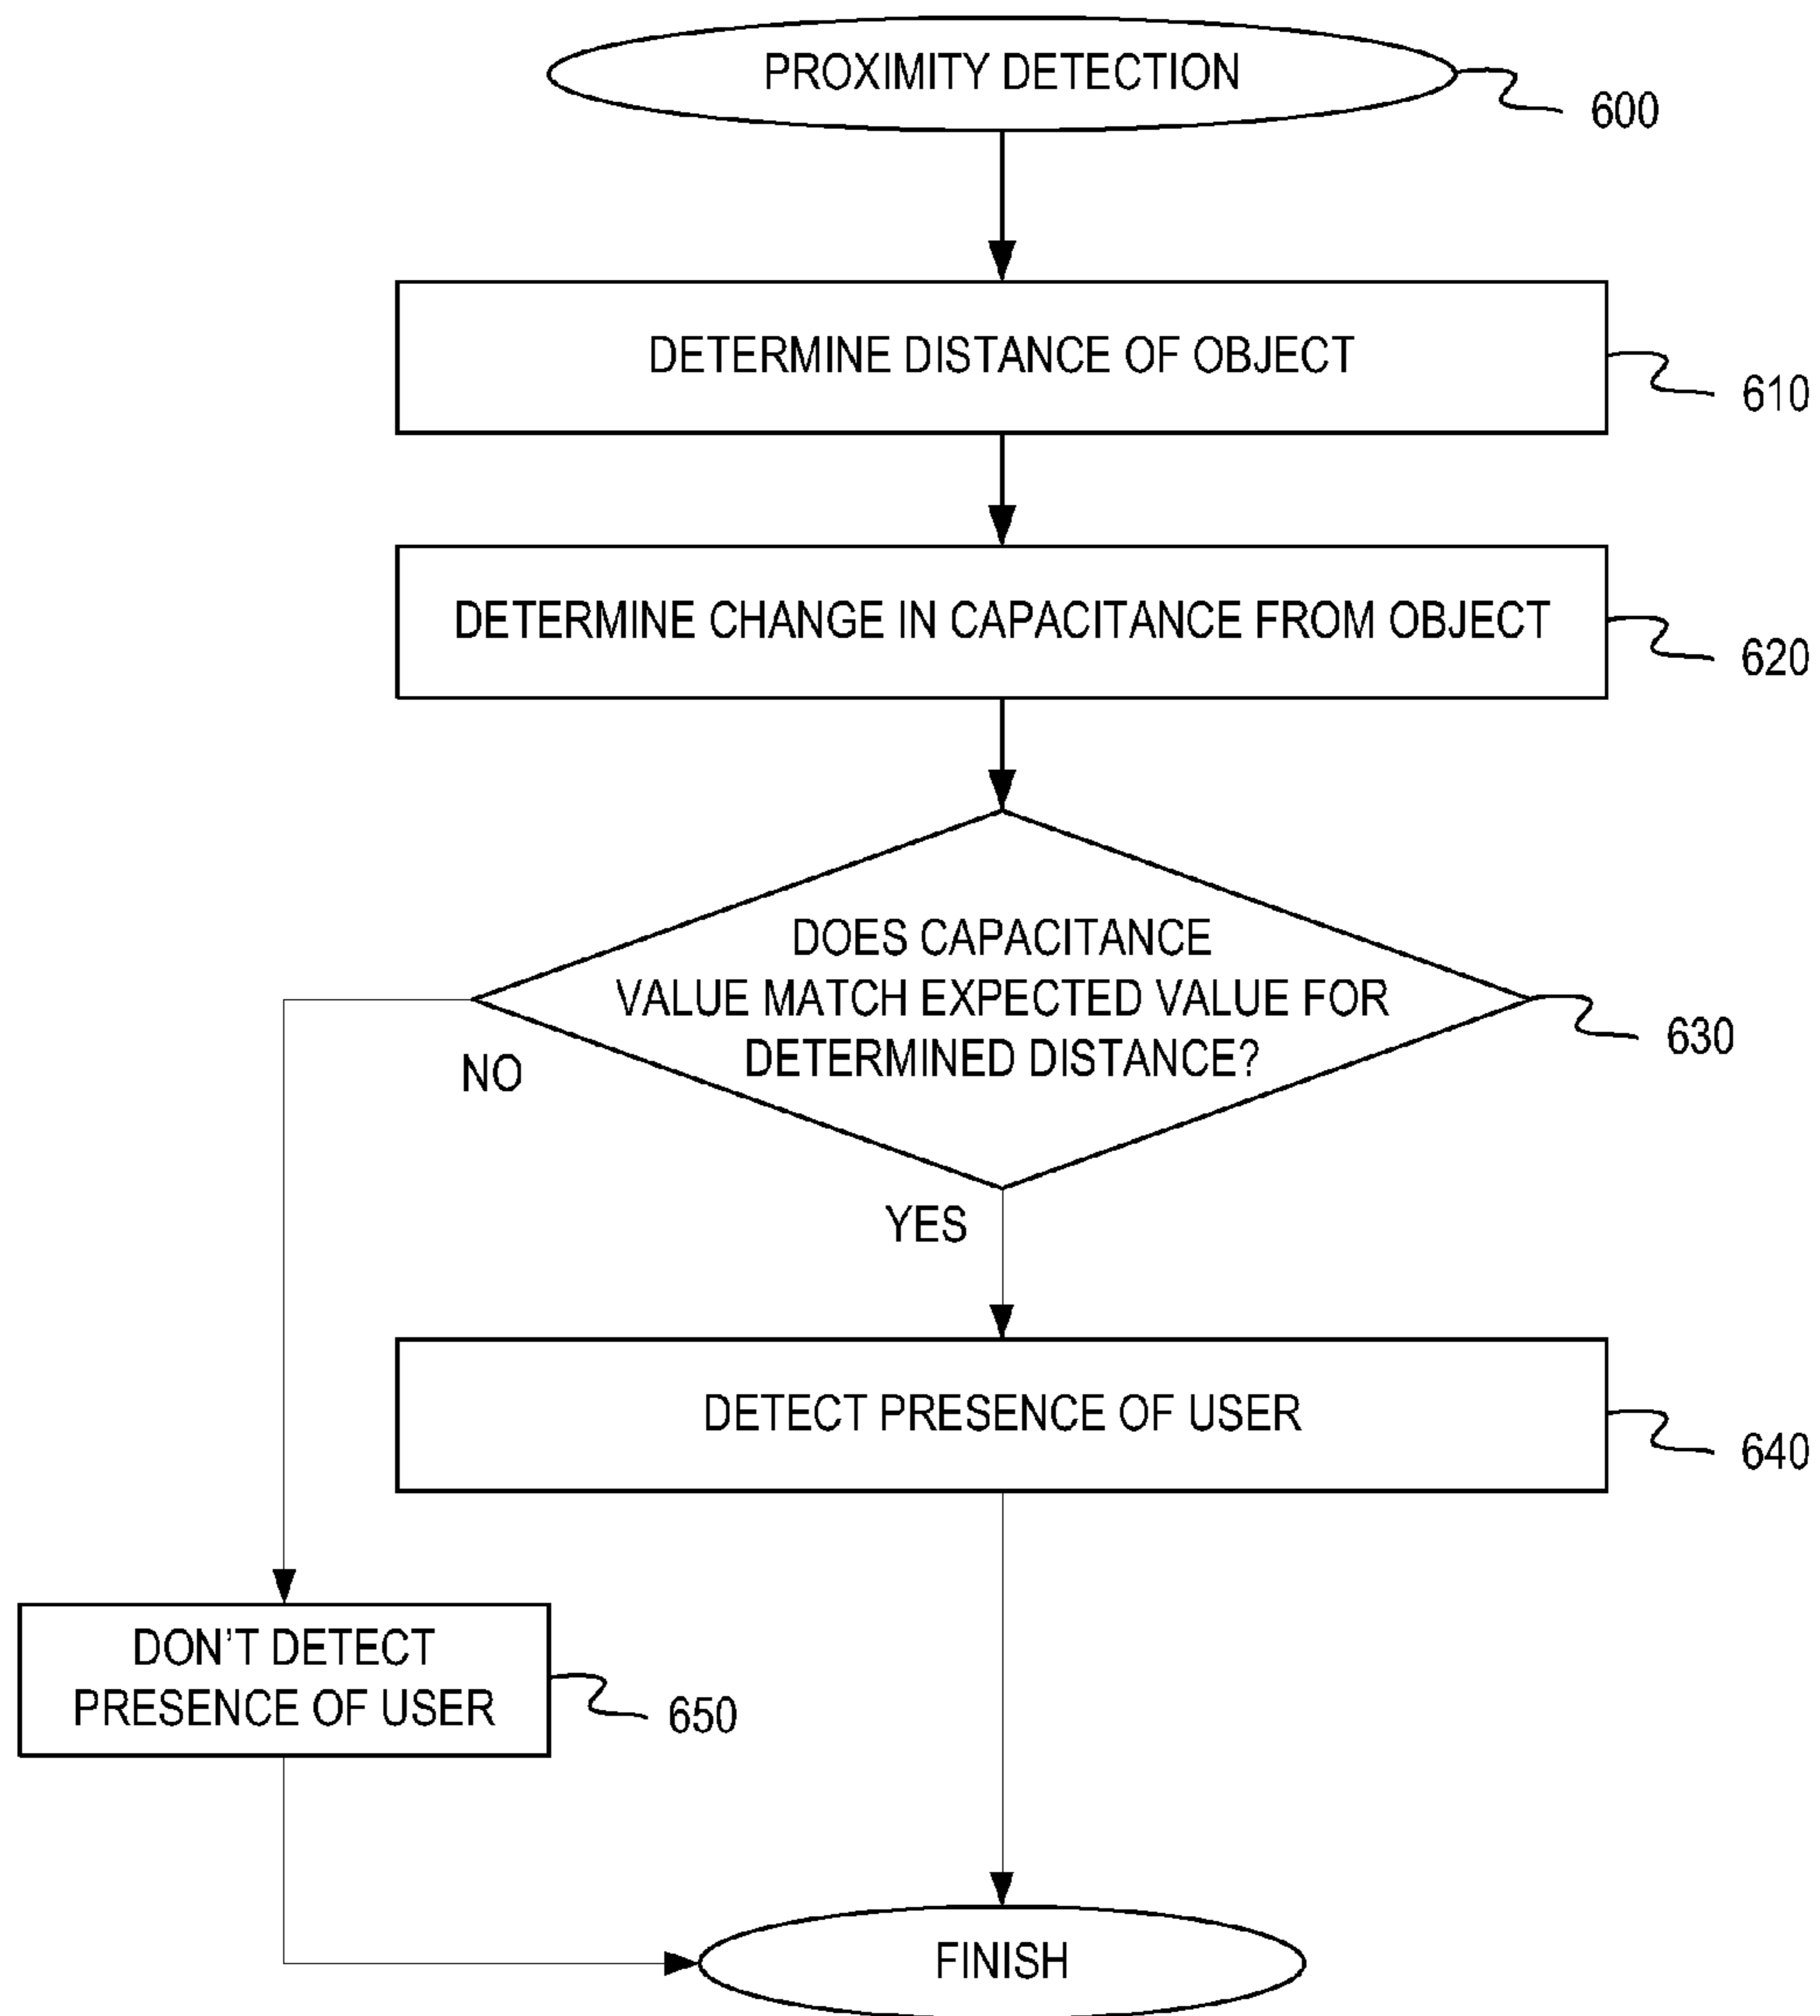 PROXIMITY DETECTION
600
DETERMINE DISTANCE OF OBJECT
610
DETERMINE CHANGE IN CAPACITANCE FROM OBJECT
620
DOES CAPACITANCE
VALUE MATCH EXPECTED VALUE FOR
DETERMINED DISTANCE?
630
NO
YES
DETECT PRESENCE OF USER
640
DON'T DETECT
PRESENCE OF USER
650
FINISH